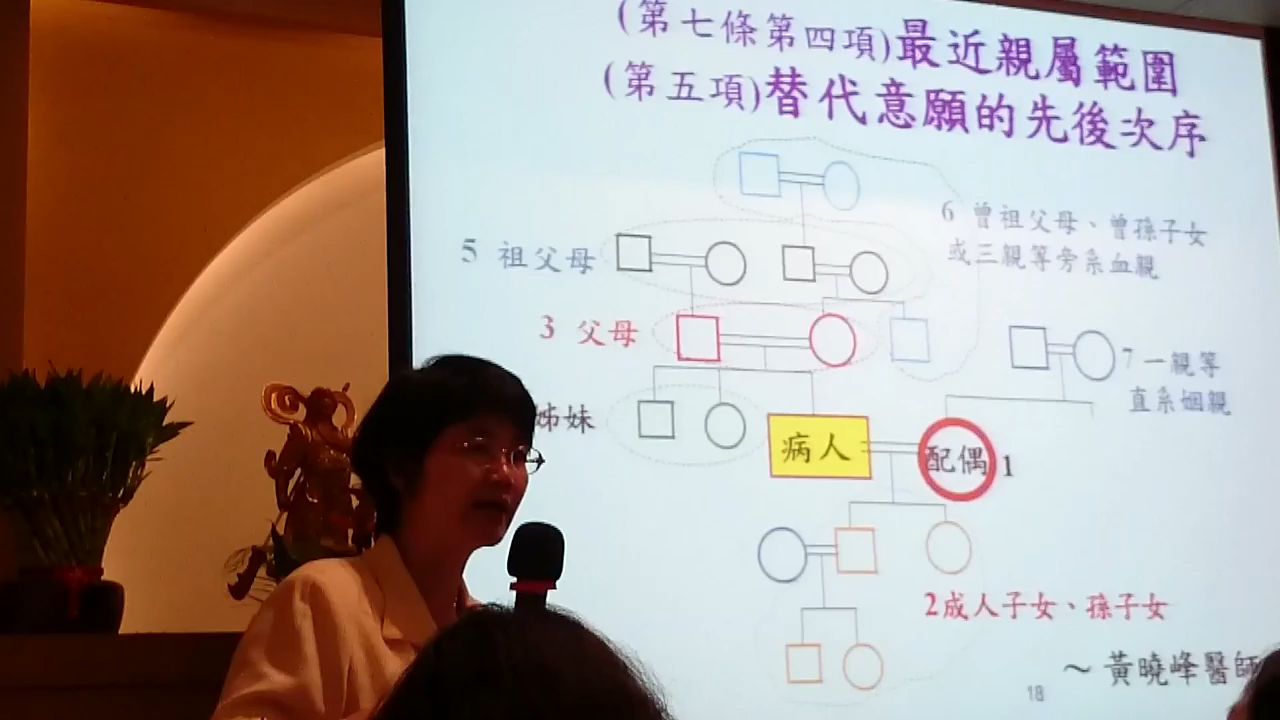 (第七條第四項)最近親屬範圍
(第五項)替代意願的先後次序
6 曾祖父母、曾孫子女
或三親等旁系血親
5 祖父母
3 父母
7 一親等
直系姻親
姊妹
病人
配偶 1
2成人子女、孫子女
～ 黃曉峰醫師
18